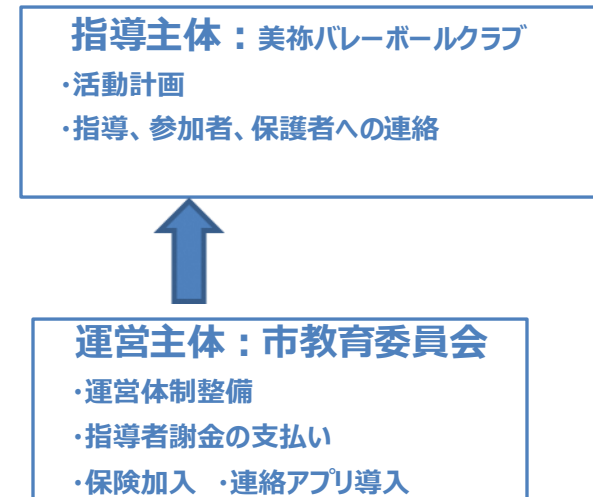 指導主体：美祢バレーボールクラブ
・活動計画
・指導、参加者、保護者への連絡
運営主体：市教育委員会
・運営体制整備
・指導者謝金の支払い
・保険加入　・連絡アプリ導入